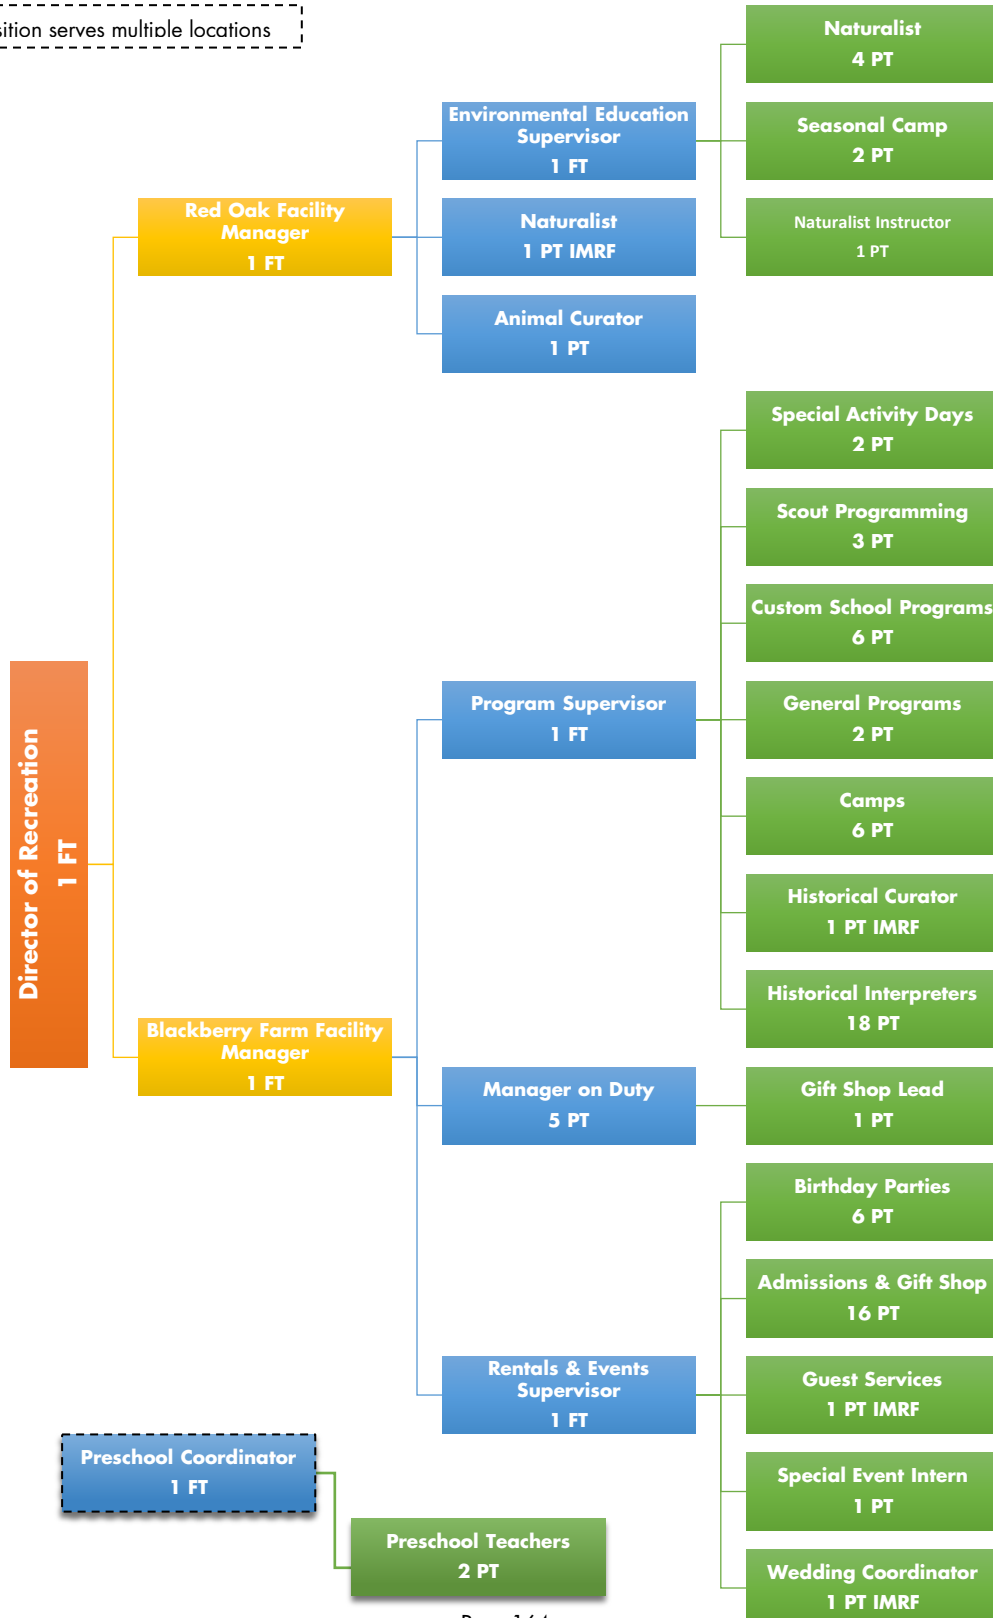 sition serves multiple locations
Naturalist
4 PT
Environmental Education
Supervisor
1 FT
Seasonal Camp
2 PT
Red Oak Facility
Manager
1 FT
Naturalist
1 PT IMRF
Naturalist Instructor
1 PT
Animal Curator
1 PT
Special Activity Days
2 PT
Scout Programming
3 PT
Custom School Programs
6 PT
Program Supervisor
1 FT
General Programs
2 PT
Camps
6 PT
Director of Recreation
1 FT
Historical Curator
1 PT IMRF
Historical Interpreters
18 PT
Blackberry Farm Facility
Manager
1 FT
Manager on Duty
5 PT
Gift Shop Lead
1 PT
Birthday Parties
6 PT
Admissions & Gift Shop
16 PT
Rentals & Events
Supervisor
1 FT
Guest Services
1 PT IMRF
Preschool Coordinator
1 FT
Special Event Intern
1 PT
Preschool Teachers
2 PT
Wedding Coordinator
1 PT IMRF